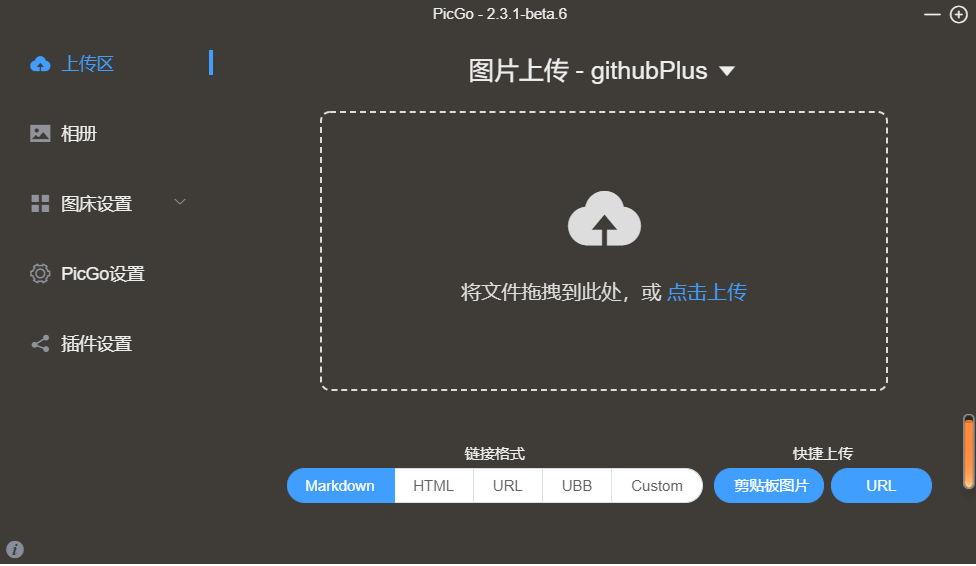 PicGo - 2.3.1-beta.6
上传区
相册
图床设置
PicGo设置
插件设置
图片上传 - githubPlus
将文件拖拽到此处，或 点击上传
链接格式
Markdown HTML URL UBB Custom
快捷上传
剪贴板图片 URL